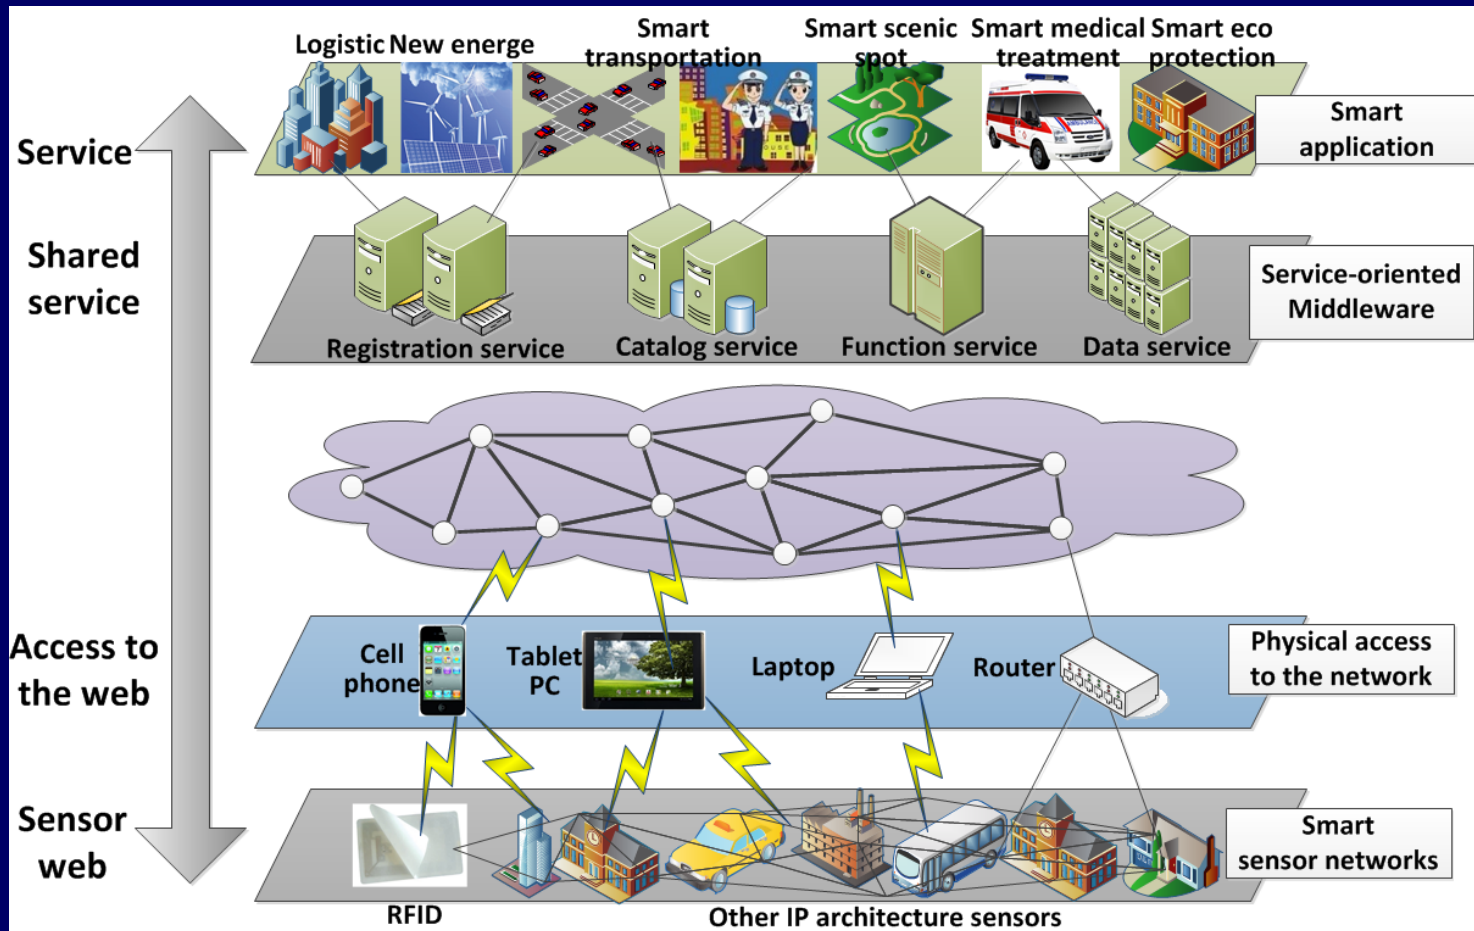 Logistic
New energe
Smart
transportation
Smart scenic
spot
Smart medical
treatment
Smart eco
protection
Service
Smart
application
Shared
service
Service-oriented
Middleware
Registration service
Catalog service
Function service
Data service
Access to
the web
Cell
phone
Tablet
PC
Laptop
Router
Physical access
to the network
Sensor
web
Smart
sensor networks
RFID
Other IP architecture sensors